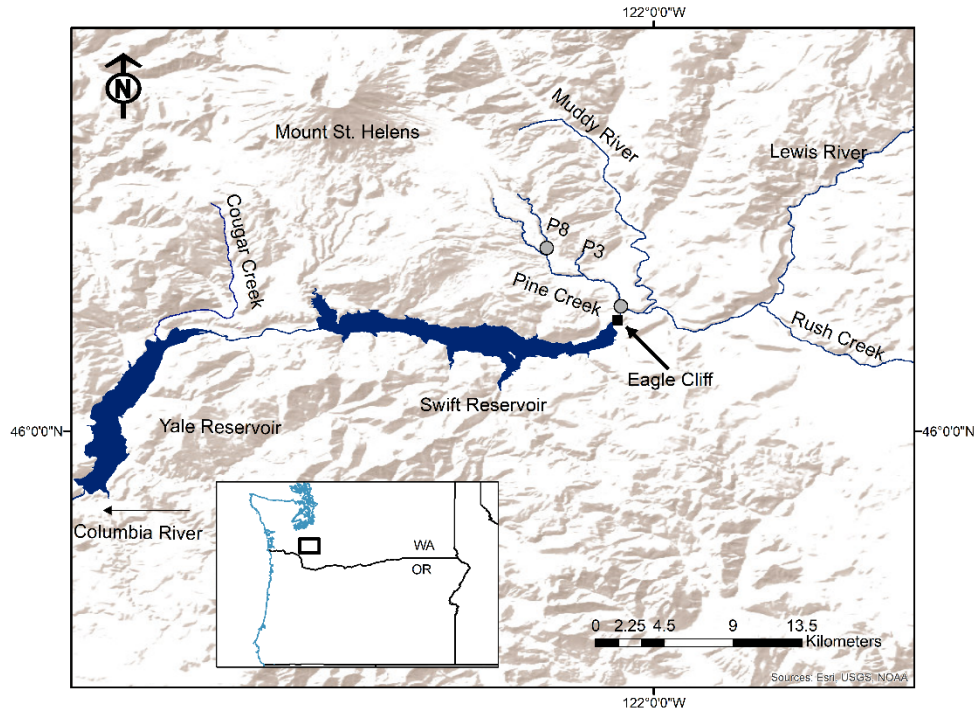 122°0'0"W
N
Mount St. Helens
Muddy River
Lewis River
Cougar Creek
P8
P3
Pine Creek
Rush Creek
Eagle Cliff
Swift Reservoir
46°0'0"N
46°0'0"N
Yale Reservoir
Columbia River
WA
OR
0 2.25 4.5 9 13.5
Kilometers
Sources: Esri, USGS, NOAA
122°0'0"W